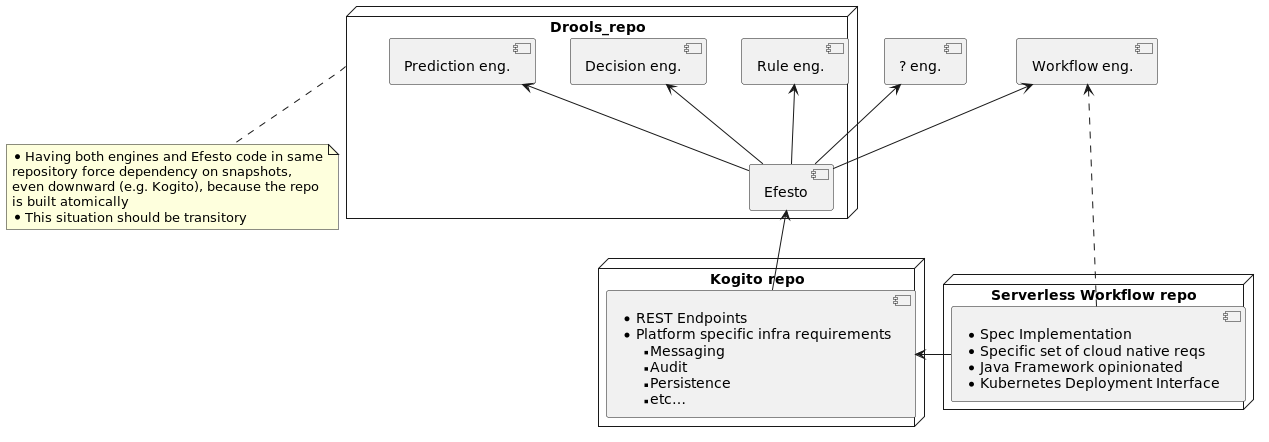 Drools_repo
Prediction eng.
Decision eng.
Rule eng.
? eng.
Workflow eng.
• Having both engines and Efesto code in same
repository force dependency on snapshots,
even downward (e.g. Kogito), because the repo
is built atomically
• This situation should be transitory
Efesto
Kogito repo
• REST Endpoints
• Platform specific infra requirements
▪ Messaging
▪ Audit
▪ Persistence
▪ etc...
Serverless Workflow repo
• Spec Implementation
• Specific set of cloud native reqs
• Java Framework opinionated
• Kubernetes Deployment Interface